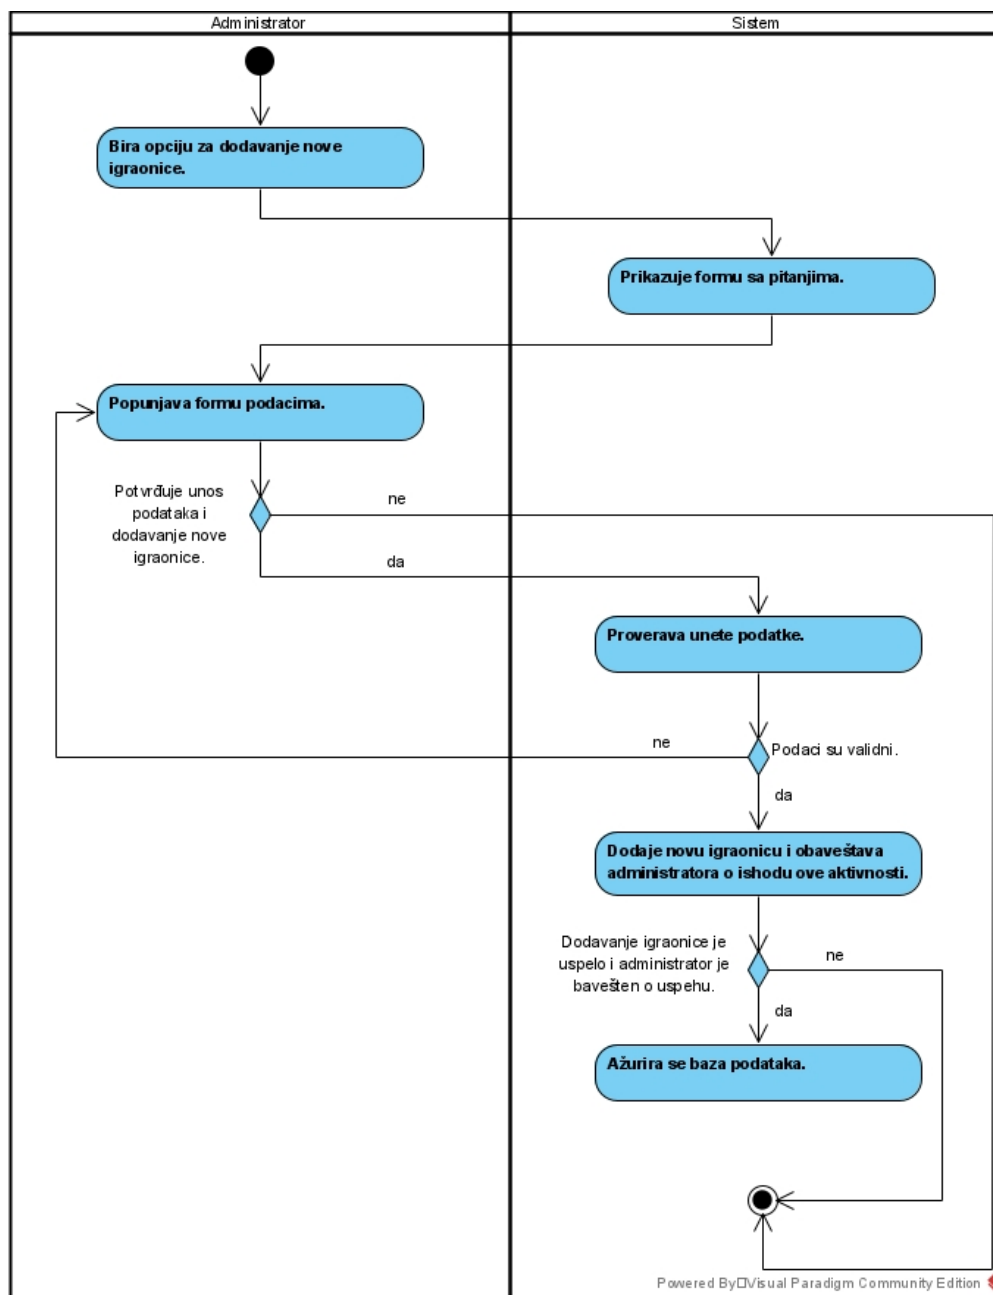 Administrator
Sistem
Bira opciju za dodavanje nove
igraonice.
Prikazuje formu sa pitanjima.
Popunjava formu podacima.
Potvrđuje unos
podataka i
dodavanje nove
igraonice.
ne
da
Proverava unete podatke.
ne
Podaci su validni.
da
Dodaje novu igraonicu i obaveštava
administratora o ishodu ove aktivnosti.
Dodavanje igraonice je
uspelo i administrator je
bavešten o uspehu.
ne
da
Ažurira se baza podataka.
Powered By□Visual Paradigm Community Edition